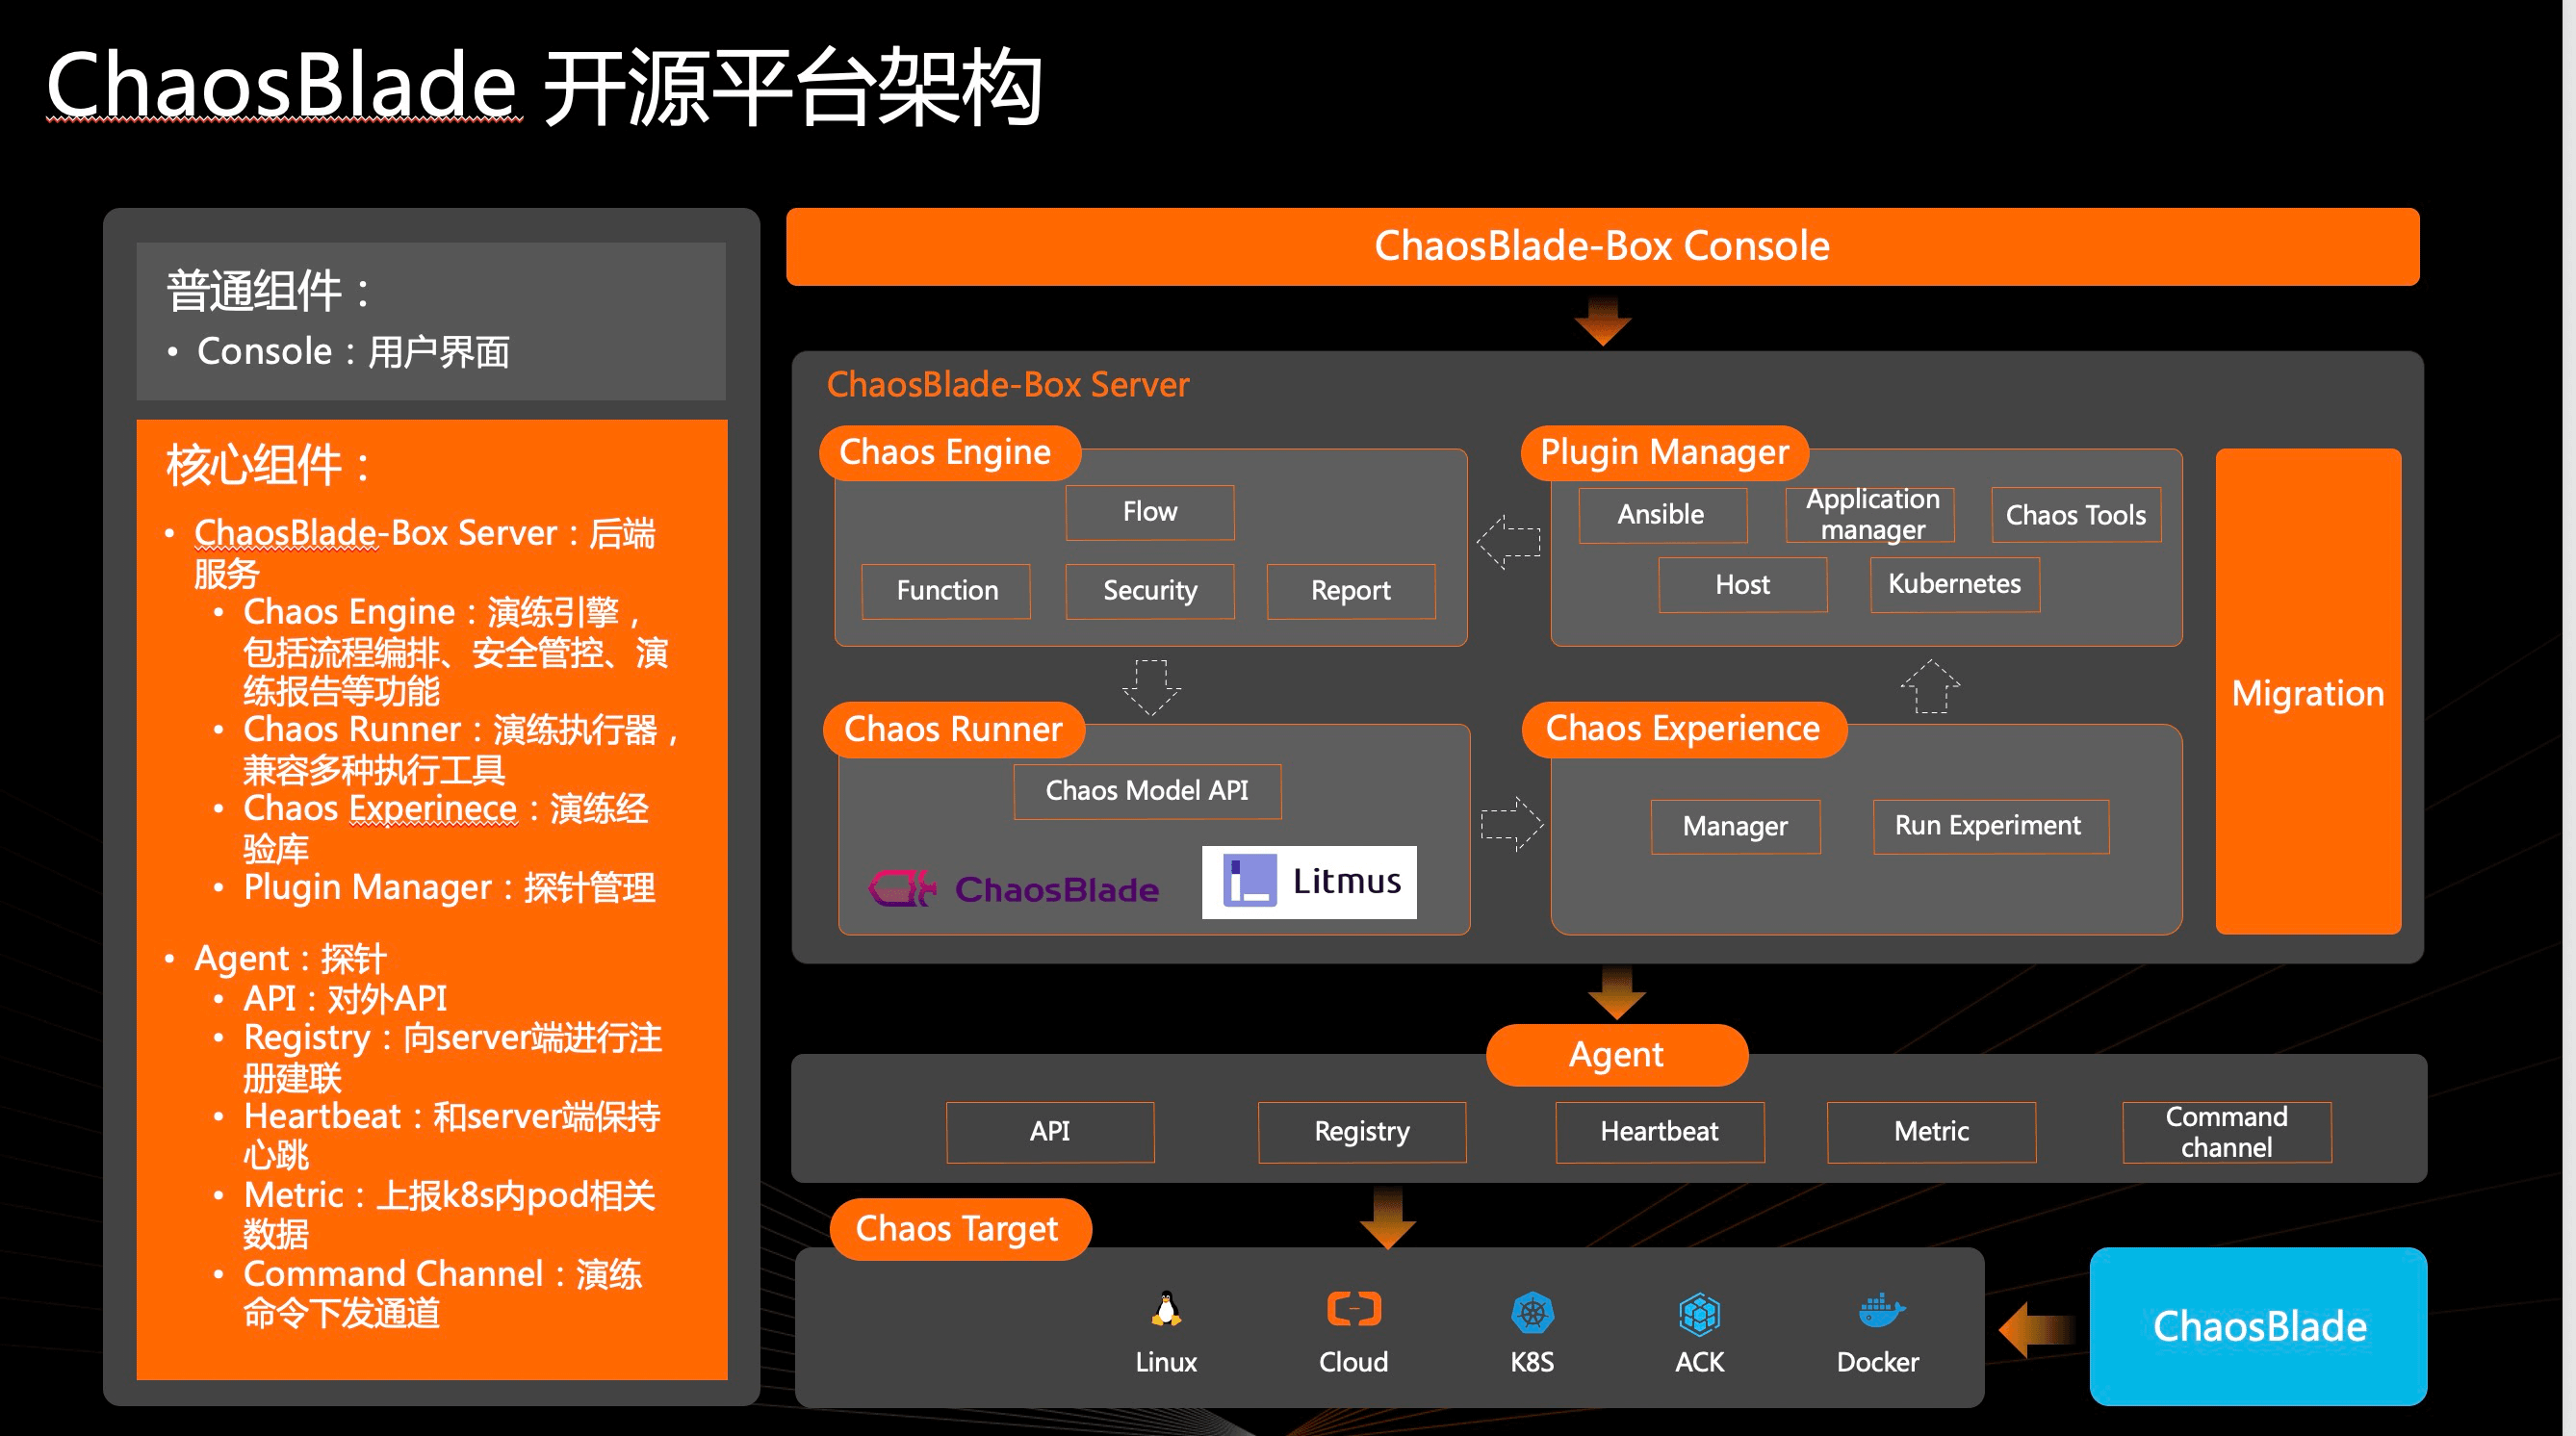 ChaosBlade 开源平台架构
普通组件：
• Console：用户界面
核心组件：
• ChaosBlade-Box Server：后端
服务
• Chaos Engine：演练引擎，
包括流程编排、安全管控、演
练报告等功能
• Chaos Runner：演练执行器，
兼容多种执行工具
• Chaos Experinece：演练经
验库
• Plugin Manager：探针管理
• Agent：探针
• API：对外API
• Registry：向server端进行注
册建联
• Heartbeat：和server端保持
心跳
• Metric：上报k8s内pod相关
数据
• Command Channel：演练
命令下发通道
ChaosBlade-Box Console
ChaosBlade-Box Server
Chaos Engine
Flow
Function
Security
Report
Plugin Manager
Ansible
Application
manager
Chaos Tools
Host
Kubernetes
Chaos Runner
Chaos Model API
ChaosBlade
Litmus
Chaos Experience
Manager
Run Experiment
Migration
Agent
API
Registry
Heartbeat
Metric
Command
channel
Chaos Target
Linux
Cloud
K8S
ACK
Docker
ChaosBlade